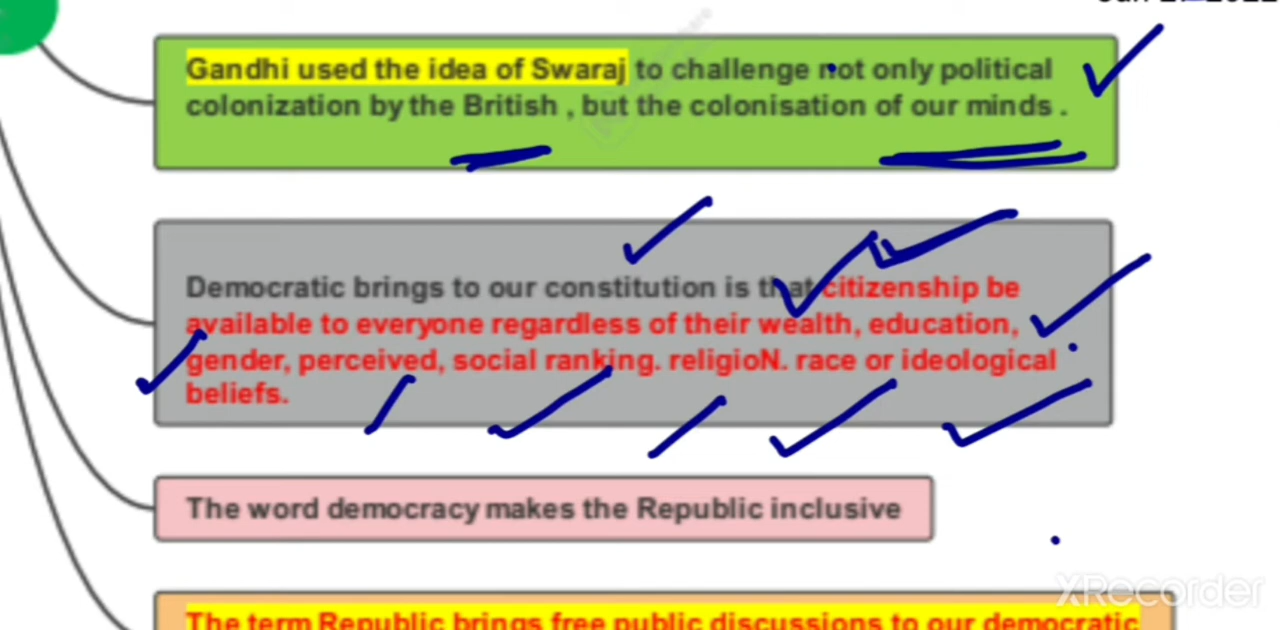 Gandhi used the idea of Swaraj to challenge not only political
colonization by the British , but the colonisation of our minds .
Democratic brings to our constitution is that citizenship be
available to everyone regardless of their wealth, education,
gender, perceived, social ranking. religioN. race or ideological
beliefs.
The word democracy makes the Republic inclusive
The term Republic brings free public discussions to our democratic
XRecorder